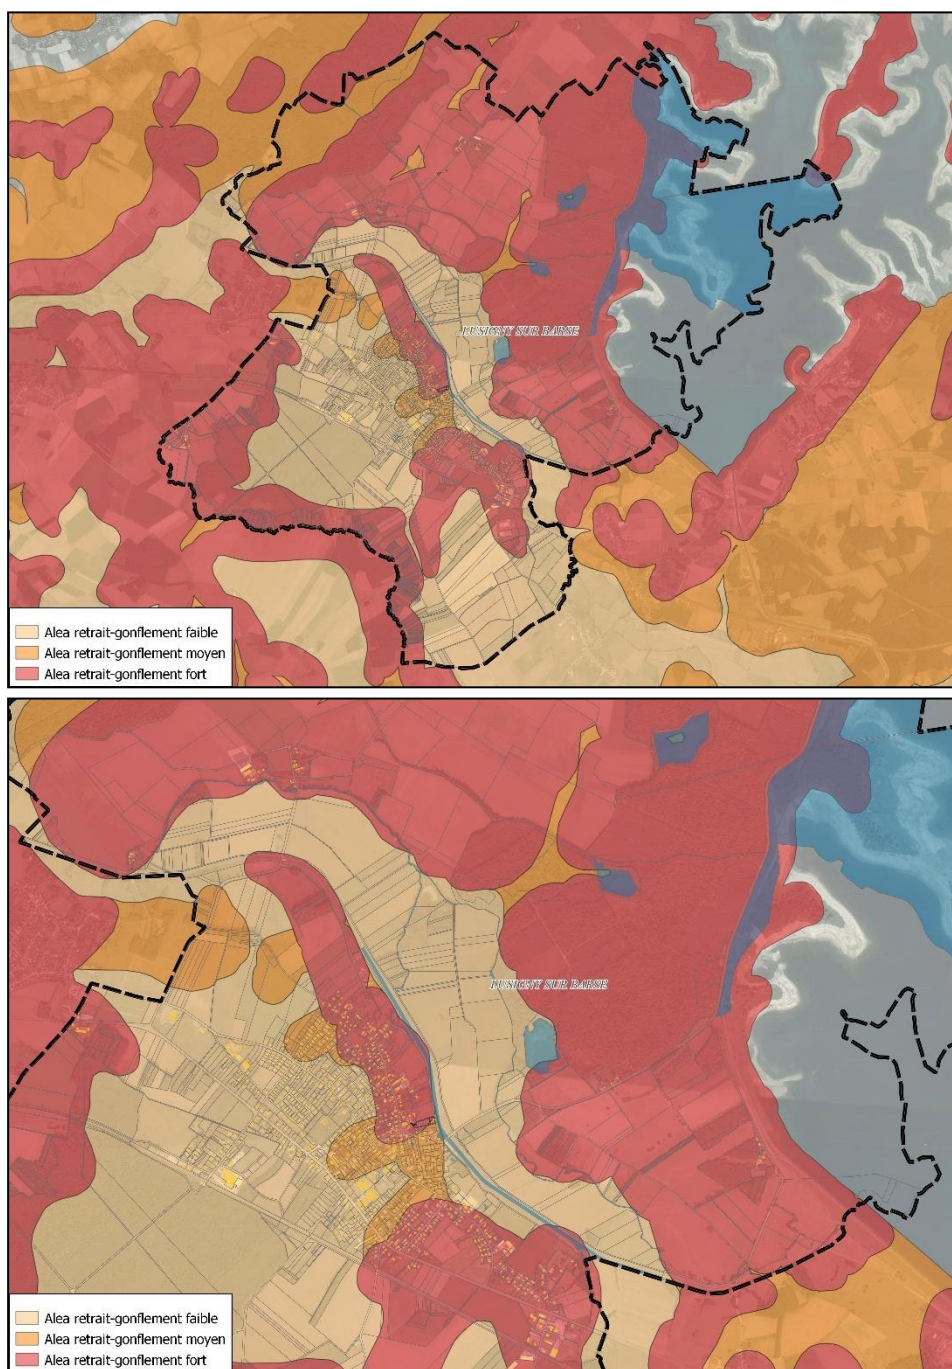 LUSIGNY SUR BARSE
Alea retrait-gonflement faible
Alea retrait-gonflement moyen
Alea retrait-gonflement fort
LUSIGNY SUR BARSE
Alea retrait-gonflement faible
Alea retrait-gonflement moyen
Alea retrait-gonflement fort